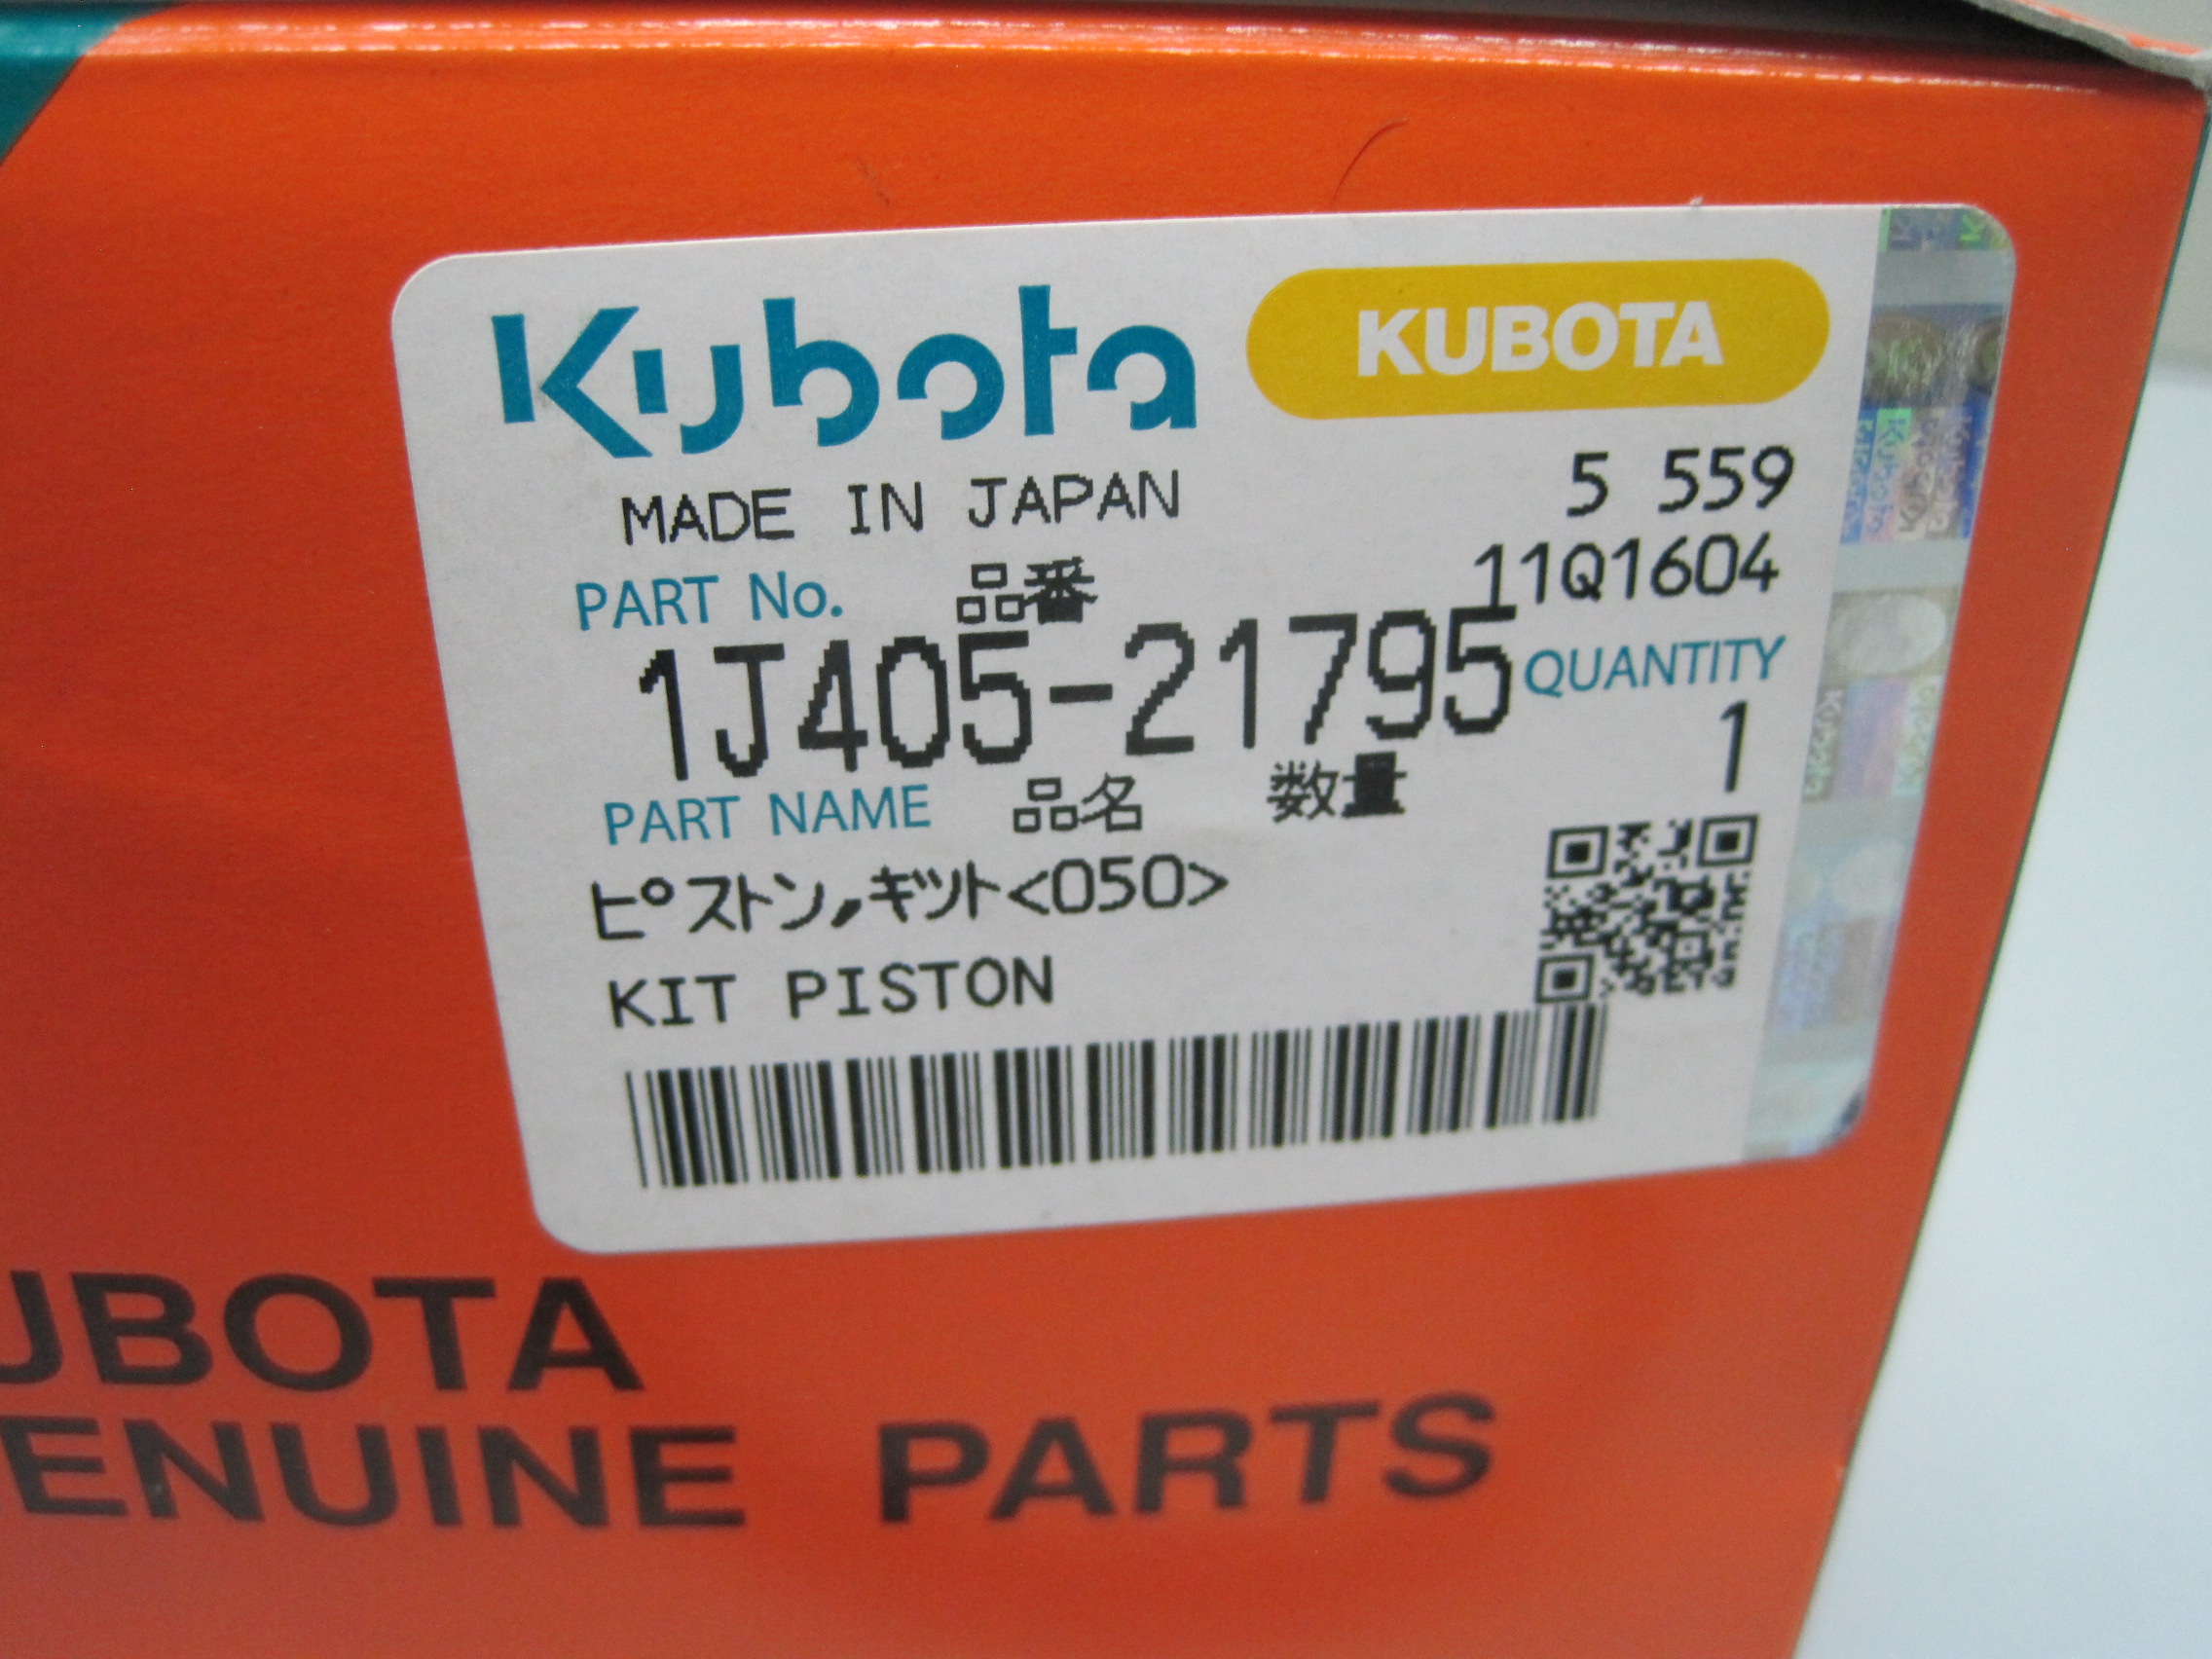 Kubota KUBOTA
MADE IN JAPAN 5 559
11Q1604
PART No. 品番
1J405-21795 QUANTITY
1
PART NAME 品名 数量
ピストン,キット<050>
KIT PISTON
UBOTA
ENUINE PARTS